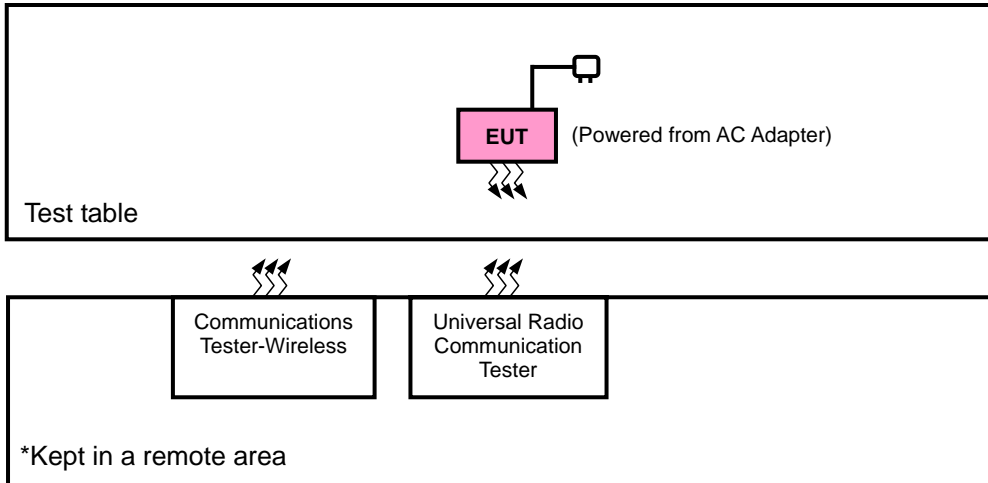 EUT
(Powered from AC Adapter)
Test table
Communications
Tester-Wireless
Universal Radio
Communication
Tester
*Kept in a remote area